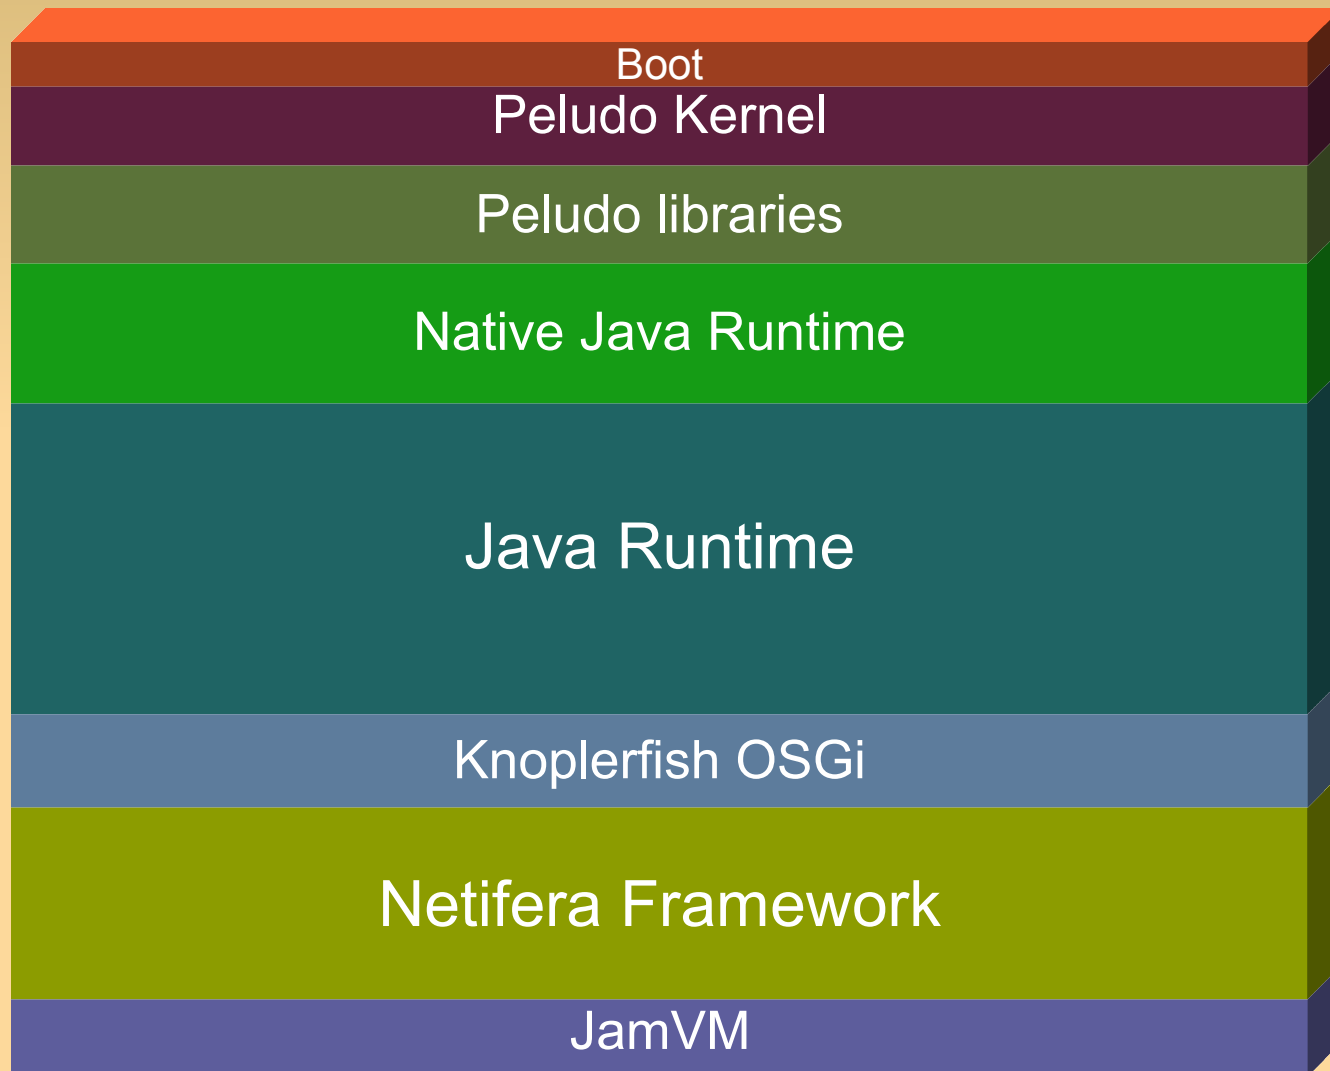 Boot
Peludo Kernel
Peludo libraries
Native Java Runtime
Java Runtime
Knoplerfish OSGi
Netifera Framework
JamVM